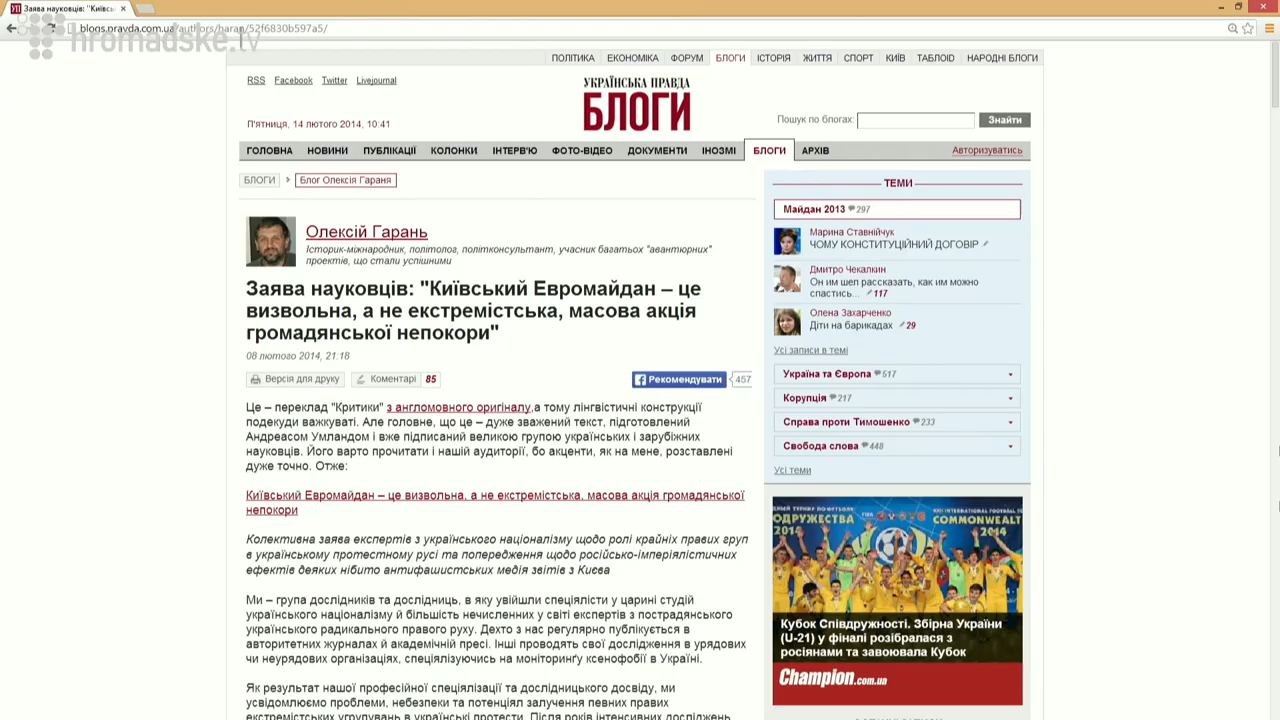 Заява науковців: "Київсь
blogs.pravda.com.ua/authors/haran/52f6830b597a5/
hromadske.tv
ПОЛІТИКА ЕКОНОМІКА ФОРУМ БЛОГИ ІСТОРІЯ ЖИТТЯ СПОРТ КИЇВ ТАБЛОІД НАРОДНІ БЛОГИ
RSS Facebook Twitter Livejournal
УКРАЇНСЬКА ПРАВДА
БЛОГИ
П'ятниця, 14 лютого 2014, 10:41
Пошук по блогах: Знайти
ГОЛОВНА НОВИНИ ПУБЛІКАЦІЇ КОЛОНКИ ІНТЕРВ'Ю ФОТО-ВІДЕО ДОКУМЕНТИ ІНОЗМІ БЛОГИ АРХІВ Авторизуватись
БЛОГИ Блог Олексія Гараня
Олексій Гарань
Історик-міжнародник, політолог, політконсультант, учасник багатьох "авантюрних"
проектів, що стали успішними
Заява науковців: "Київський Евромайдан – це
визвольна, а не екстремістська, масова акція
громадянської непокори"
08 лютого 2014, 21:18
Версія для друку Коментарі 85 Рекомендувати 457
Це – переклад "Критики" з англомовного оригіналу,а тому лінгвістичні конструкції
подекуди важкуваті. Але головне, що це – дуже зважений текст, підготовлений
Андреасом Умландом і вже підписаний великою групою українських і зарубіжних
науковців. Його варто прочитати і нашій аудиторії, бо акценти, як на мене, розставлені
дуже точно. Отже:
Київський Евромайдан – це визвольна, а не екстремістська, масова акція громадянської
непокори
Колективна заява експертів з українського націоналізму щодо ролі крайніх правих груп
в українському протестному русі та попередження щодо російсько-імперіялістичних
ефектів деяких нібито антифашистських медія звітів з Києва
Ми – група дослідників та дослідниць, в яку увійшли спеціялісти у царині студій
українського націоналізму й більшість нечисленних у світі експертів з пострадянського
українського радикального правого руху. Дехто з нас регулярно публікується в
авторитетних журналах й академічній пресі. Інші проводять свої дослідження в урядових
чи неурядових організаціях, спеціялізуючись на моніторинґу ксенофобії в Україні.
Як результат нашої професійної спеціялізації та дослідницького досвіду, ми
усвідомлюємо проблеми, небезпеки та потенціял залучення певних правих
екстремістських угрупувань в українські протести. Після років інтенсивних досліджень
ТЕМИ
Майдан 2013 297
Марина Ставнійчук
ЧОМУ КОНСТИТУЦІЙНИЙ ДОГОВІР
Дмитро Чекалкин
Он им шел рассказать, как им можно
спастись... 117
Олена Захарченко
Діти на барикадах 29
Усі записи в темі
Україна та Європа 517
Корупція 217
Справа проти Тимошенко 233
Свобода слова 448
Усі теми
COMMONWEALT
2014
Кубок Співдружності. Збірна України
(U-21) у фіналі розібралася з
росіянами та завоювала Кубок
Champion.com.ua